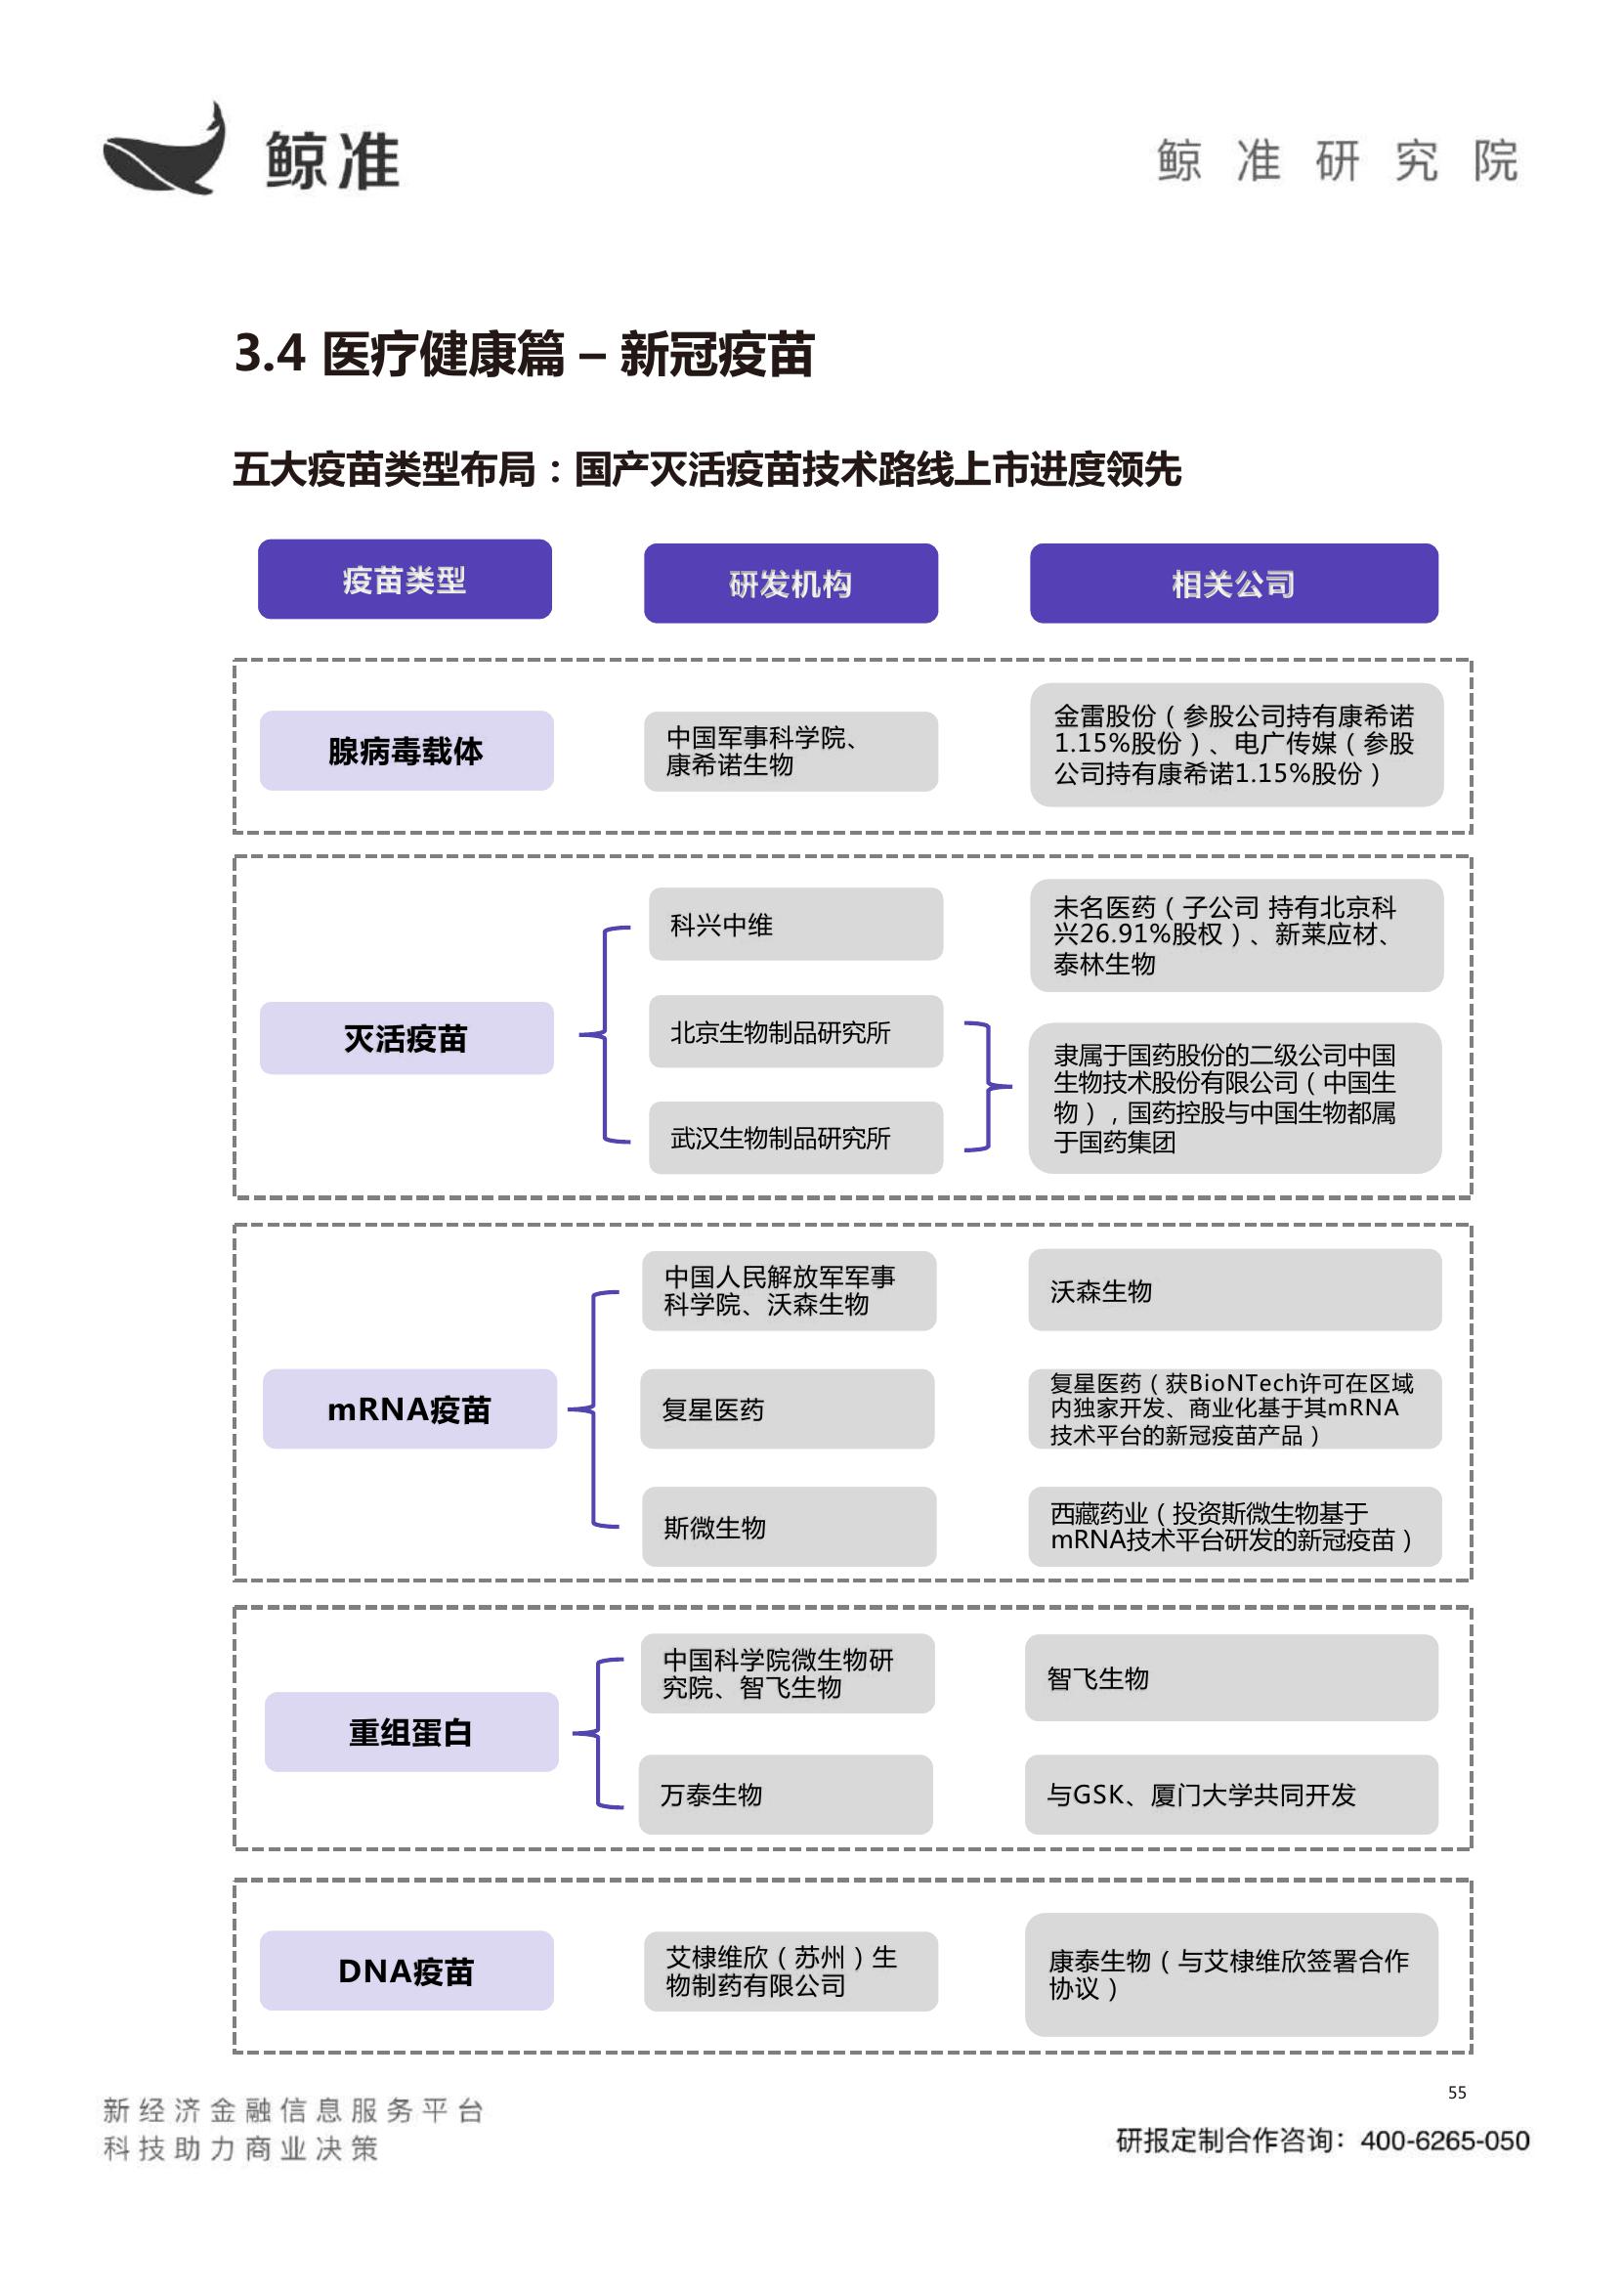 鲸准
鲸准研究院
3.4 医疗健康篇 – 新冠疫苗
五大疫苗类型布局：国产灭活疫苗技术路线上市进度领先
疫苗类型
研发机构
相关公司
腺病毒载体
中国军事科学院、
康希诺生物
金雷股份（参股公司持有康希诺
1.15%股份）、电广传媒（参股
公司持有康希诺1.15%股份）
灭活疫苗
科兴中维
未名医药（子公司 持有北京科
兴26.91%股权）、新莱应材、
泰林生物
北京生物制品研究所
武汉生物制品研究所
隶属于国药股份的二级公司中国
生物技术股份有限公司（中国生
物），国药控股与中国生物都属
于国药集团
mRNA疫苗
中国人民解放军军事
科学院、沃森生物
沃森生物
复星医药
复星医药（获BioNTech许可在区域
内独家开发、商业化基于其mRNA
技术平台的新冠疫苗产品）
斯微生物
西藏药业（投资斯微生物基于
mRNA技术平台研发的新冠疫苗）
重组蛋白
中国科学院微生物研
究院、智飞生物
智飞生物
万泰生物
与GSK、厦门大学共同开发
DNA疫苗
艾棣维欣（苏州）生
物制药有限公司
康泰生物（与艾棣维欣签署合作
协议）
55
新经济金融信息服务平台
科技助力商业决策
研报定制合作咨询：400-6265-050